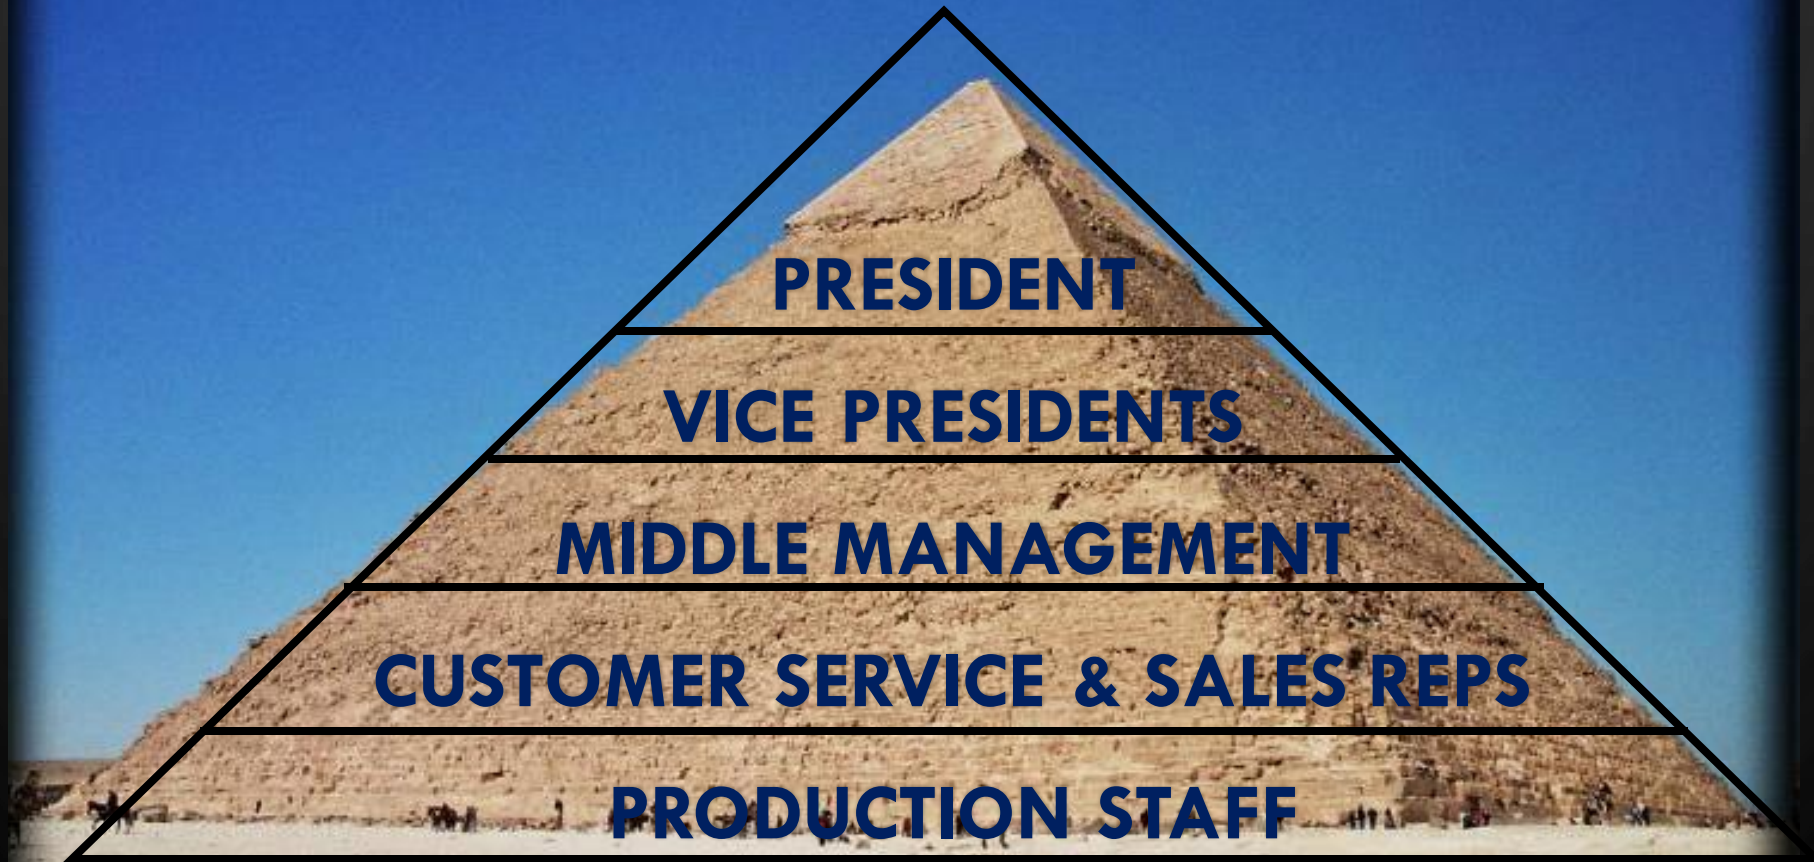 PRESIDENT
VICE PRESIDENTS
MIDDLE MANAGEMENT
CUSTOMER SERVICE & SALES REPS
PRODUCTION STAFF